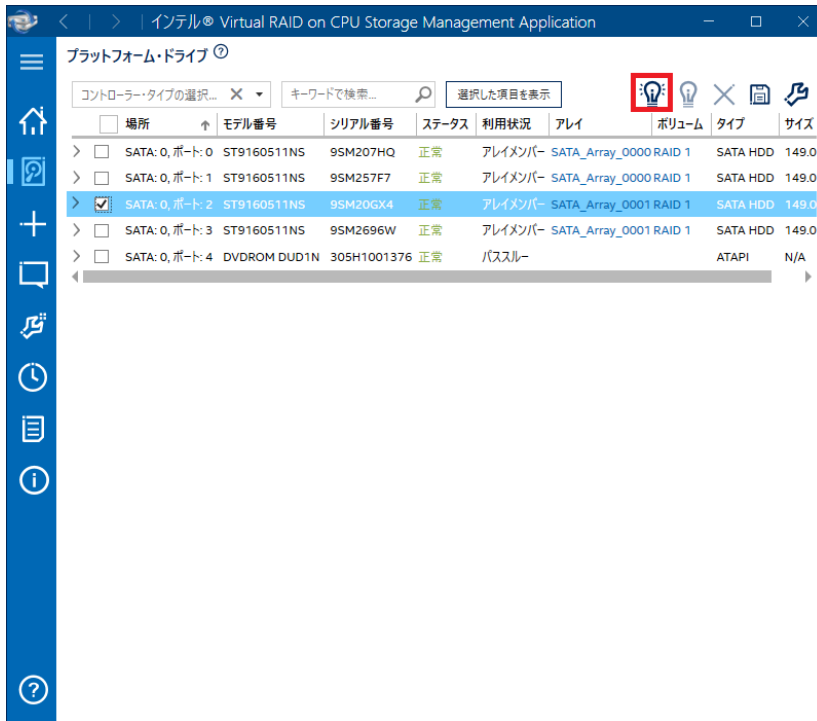 インテル® Virtual RAID on CPU Storage Management Application
プラットフォーム・ドライブ ?
コントローラー・タイプの選択... キーワードで検索... 選択した項目を表示
場所 モデル番号 シリアル番号 ステータス 利用状況 アレイ ボリューム タイプ サイズ
SATA: 0, ポート: 0 ST9160511NS 9SM207HQ 正常 アレイメンバー SATA_Array_0000 RAID 1 SATA HDD 149.0
SATA: 0, ポート: 1 ST9160511NS 9SM257F7 正常 アレイメンバー SATA_Array_0000 RAID 1 SATA HDD 149.0
SATA: 0, ポート: 2 ST9160511NS 9SM20GX4 正常 アレイメンバー SATA_Array_0001 RAID 1 SATA HDD 149.0
SATA: 0, ポート: 3 ST9160511NS 9SM2696W 正常 アレイメンバー SATA_Array_0001 RAID 1 SATA HDD 149.0
SATA: 0, ポート: 4 DVDROM DUD1N 305H1001376 正常 パススルー ATAPI N/A